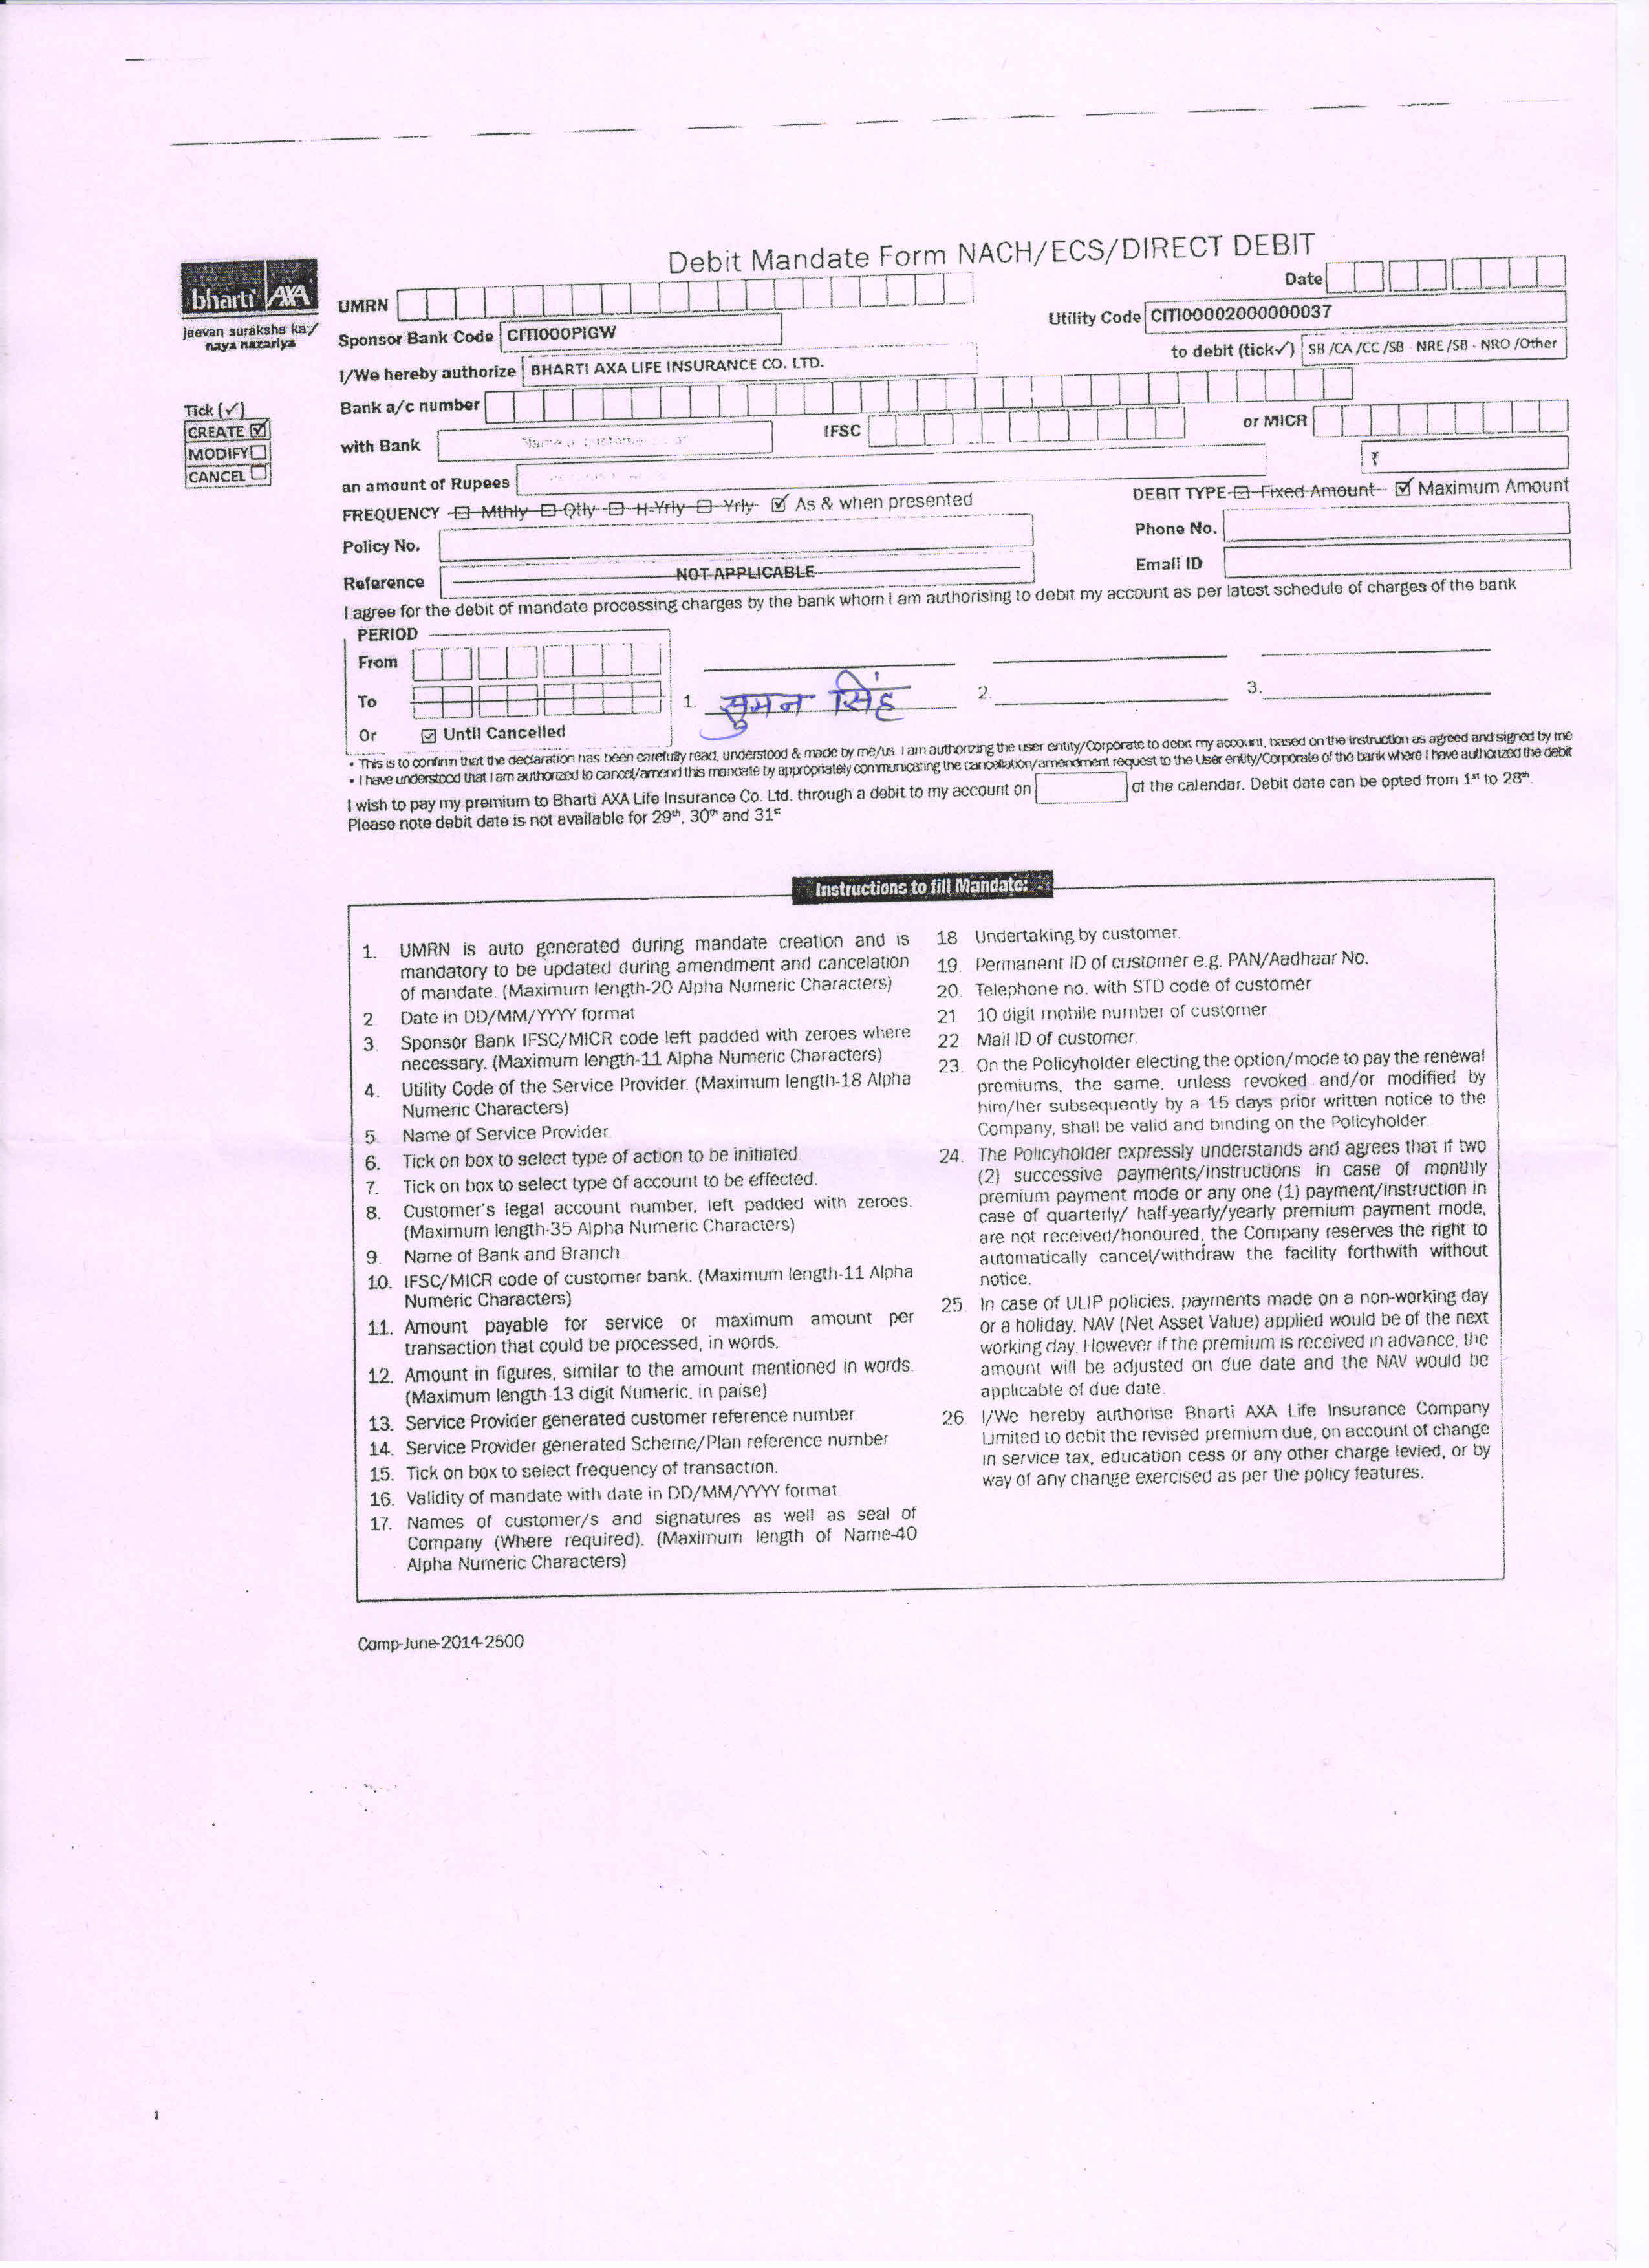 Debit Mandate Form NACH/ECS/DIRECT DEBIT
bharti AXA
jeevan suraksha ka
naya nazariya
UMRN
Date
Sponsor Bank Code CITI000PIGW
Utility Code CITI00002000000037
I/We hereby authorize BHARTI AXA LIFE INSURANCE CO. LTD.
to debit (tick✓) SB /CA /CC /SB - NRE /SB - NRO /Other
Tick (✓)
CREATE ☑
MODIFY ☐
CANCEL ☐
Bank a/c number
with Bank
IFSC
or MICR
an amount of Rupees
₹
FREQUENCY ☐ Mthly ☐ Qtly ☐ H-Yrly ☐ Yrly ☑ As & when presented
DEBIT TYPE ☐ Fixed Amount ☑ Maximum Amount
Policy No.
Phone No.
Reference NOT APPLICABLE
Email ID
I agree for the debit of mandate processing charges by the bank whom I am authorising to debit my account as per latest schedule of charges of the bank
PERIOD
From
To
Or ☑ Until Cancelled
1. सुमन सिंह 2. 3.
• This is to confirm that the declaration has been carefully read, understood & made by me/us. I am authorizing the user entity/Corporate to debit my account, based on the instruction as agreed and signed by me
• I have understood that I am authorized to cancel/amend this mandate by appropriately communicating the cancellation/amendment request to the User entity/Corporate of the bank where I have authorized the debit
I wish to pay my premium to Bharti AXA Life Insurance Co. Ltd. through a debit to my account on of the calendar. Debit date can be opted from 1st to 28th.
Please note debit date is not available for 29th, 30th and 31st
Instructions to fill Mandate:
1. UMRN is auto generated during mandate creation and is
mandatory to be updated during amendment and cancelation
of mandate. (Maximum length-20 Alpha Numeric Characters)
2 Date in DD/MM/YYYY format
3. Sponsor Bank IFSC/MICR code left padded with zeroes where
necessary. (Maximum length-11 Alpha Numeric Characters)
4. Utility Code of the Service Provider. (Maximum length-18 Alpha
Numeric Characters)
5. Name of Service Provider
6. Tick on box to select type of action to be initiated.
7. Tick on box to select type of account to be effected.
8. Customer's legal account number, left padded with zeroes.
(Maximum length-35 Alpha Numeric Characters)
9. Name of Bank and Branch.
10. IFSC/MICR code of customer bank. (Maximum length-11 Alpha
Numeric Characters)
11. Amount payable for service or maximum amount per
transaction that could be processed, in words.
12. Amount in figures, similar to the amount mentioned in words.
(Maximum length-13 digit Numeric, in paise)
13. Service Provider generated customer reference number
14. Service Provider generated Scheme/Plan reference number
15. Tick on box to select frequency of transaction.
16. Validity of mandate with date in DD/MM/YYYY format
17. Names of customer/s and signatures as well as seal of
Company (Where required). (Maximum length of Name-40
Alpha Numeric Characters)
18 Undertaking by customer.
19. Permanent ID of customer e.g. PAN/Aadhaar No.
20. Telephone no. with STD code of customer.
21 10 digit mobile number of customer.
22. Mail ID of customer.
23. On the Policyholder electing the option/mode to pay the renewal
premiums, the same, unless revoked and/or modified by
him/her subsequently by a 15 days prior written notice to the
Company, shall be valid and binding on the Policyholder.
24. The Policyholder expressly understands and agrees that if two
(2) successive payments/instructions in case of monthly
premium payment mode or any one (1) payment/instruction in
case of quarterly/ half-yearly/yearly premium payment mode,
are not received/honoured, the Company reserves the right to
automatically cancel/withdraw the facility forthwith without
notice.
25. In case of ULIP policies, payments made on a non-working day
or a holiday, NAV (Net Asset Value) applied would be of the next
working day. However if the premium is received in advance, the
amount will be adjusted on due date and the NAV would be
applicable of due date.
26 I/We hereby authorise Bharti AXA Life Insurance Company
Limited to debit the revised premium due, on account of change
in service tax, education cess or any other charge levied, or by
way of any change exercised as per the policy features.
Comp-June-2014-2500